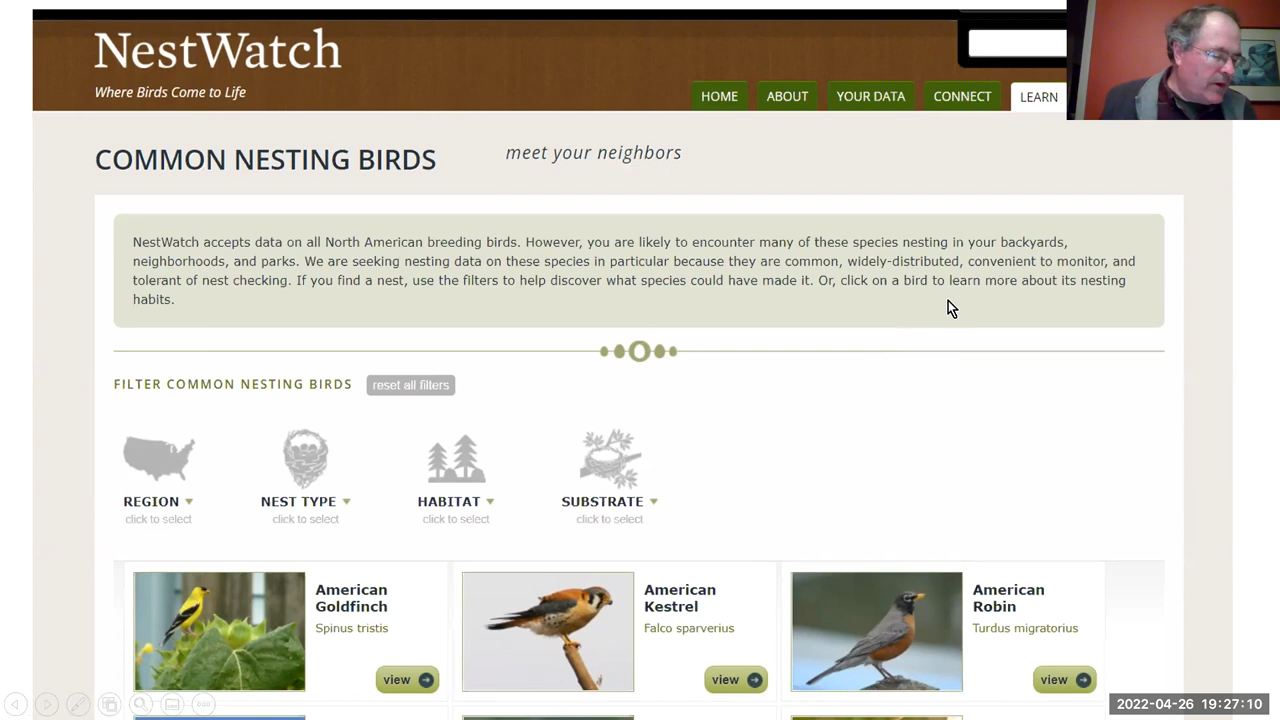 NestWatch
Where Birds Come to Life
HOME
ABOUT
YOUR DATA
CONNECT
LEARN
COMMON NESTING BIRDS
meet your neighbors
NestWatch accepts data on all North American breeding birds. However, you are likely to encounter many of these species nesting in your backyards,
neighborhoods, and parks. We are seeking nesting data on these species in particular because they are common, widely-distributed, convenient to monitor, and
tolerant of nest checking. If you find a nest, use the filters to help discover what species could have made it. Or, click on a bird to learn more about its nesting
habits.
FILTER COMMON NESTING BIRDS
reset all filters
REGION
click to select
NEST TYPE
click to select
HABITAT
click to select
SUBSTRATE
click to select
American
Goldfinch
Spinus tristis
view
American
Kestrel
Falco sparverius
view
American
Robin
Turdus migratorius
view
2022-04-26 19:27:10